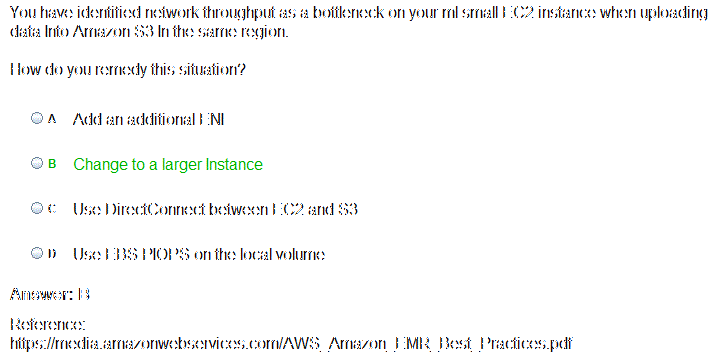 You have identified network throughput as a bottleneck on your ml small EC2 instance when uploading
data Into Amazon S3 In the same region.
How do you remedy this situation?
A Add an additional ENI
B Change to a larger Instance
C Use DirectConnect between EC2 and S3
D Use EBS PIOPS on the local volume
Answer: B
Reference:
https://media.amazonwebservices.com/AWS_Amazon_EMR_Best_Practices.pdf